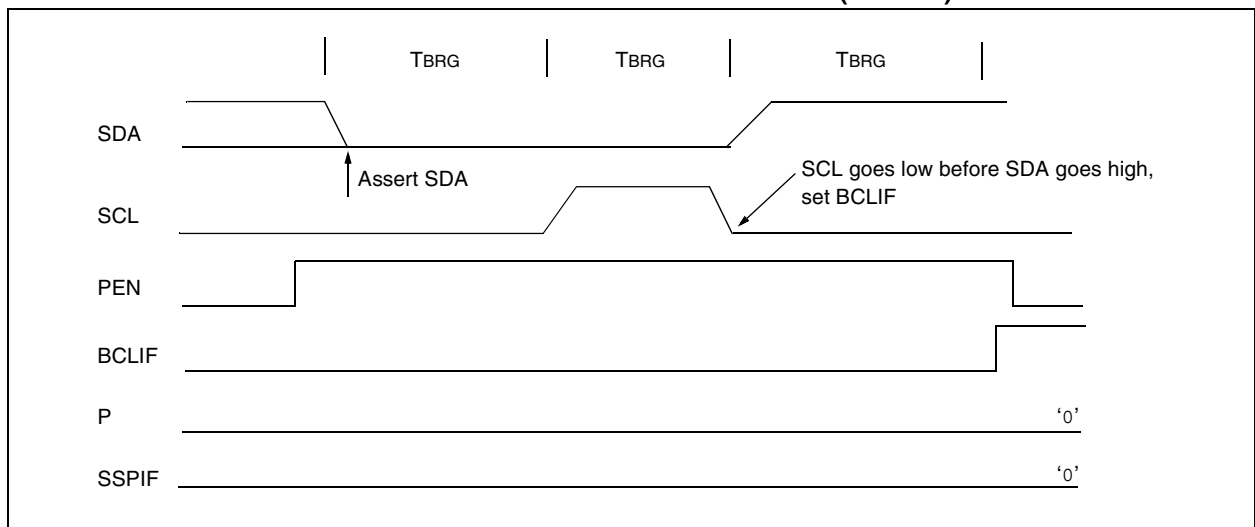 TBRG TBRG TBRG
SDA
Assert SDA
SCL goes low before SDA goes high,
set BCLIF
SCL
PEN
BCLIF
P
‘0’
SSPIF
‘0’